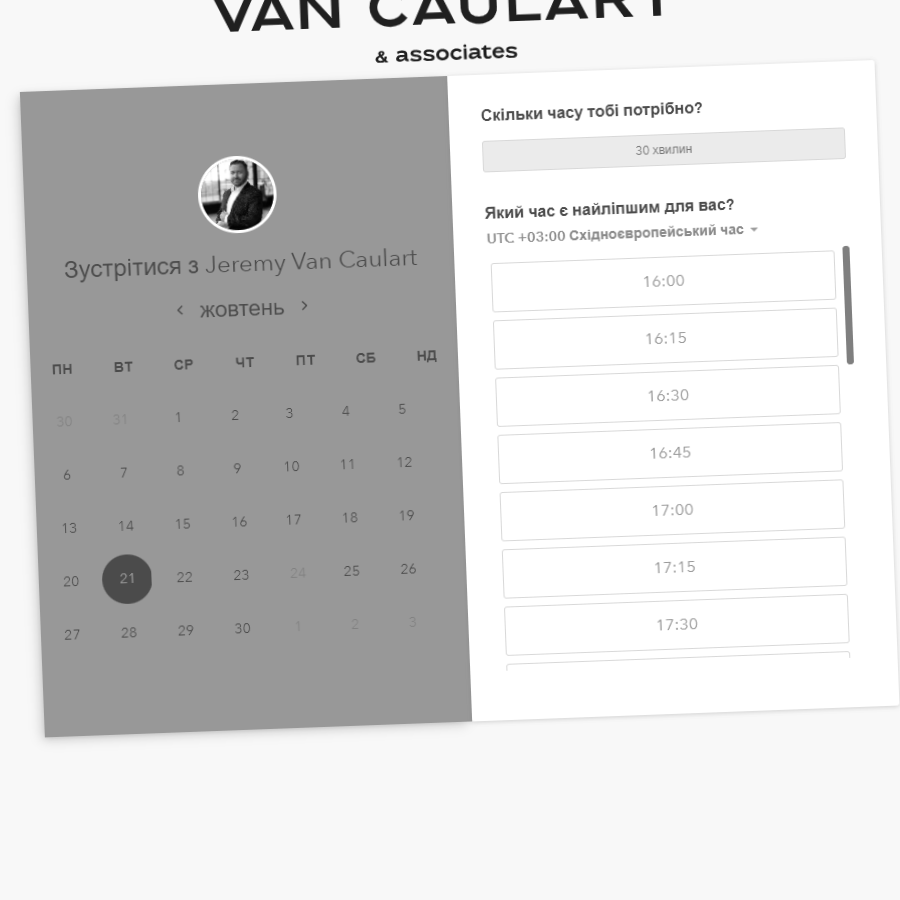 VAN CAULART
& associates
Зустрітися з Jeremy Van Caulart
жовтень
ПН ВТ СР ЧТ ПТ СБ НД
30 31 1 2 3 4 5
6 7 8 9 10 11 12
13 14 15 16 17 18 19
20 21 22 23 24 25 26
27 28 29 30 1 2 3
Скільки часу тобі потрібно?
30 хвилин
Який час є найліпшим для вас?
UTC +03:00 Східноєвропейський час
16:00
16:15
16:30
16:45
17:00
17:15
17:30